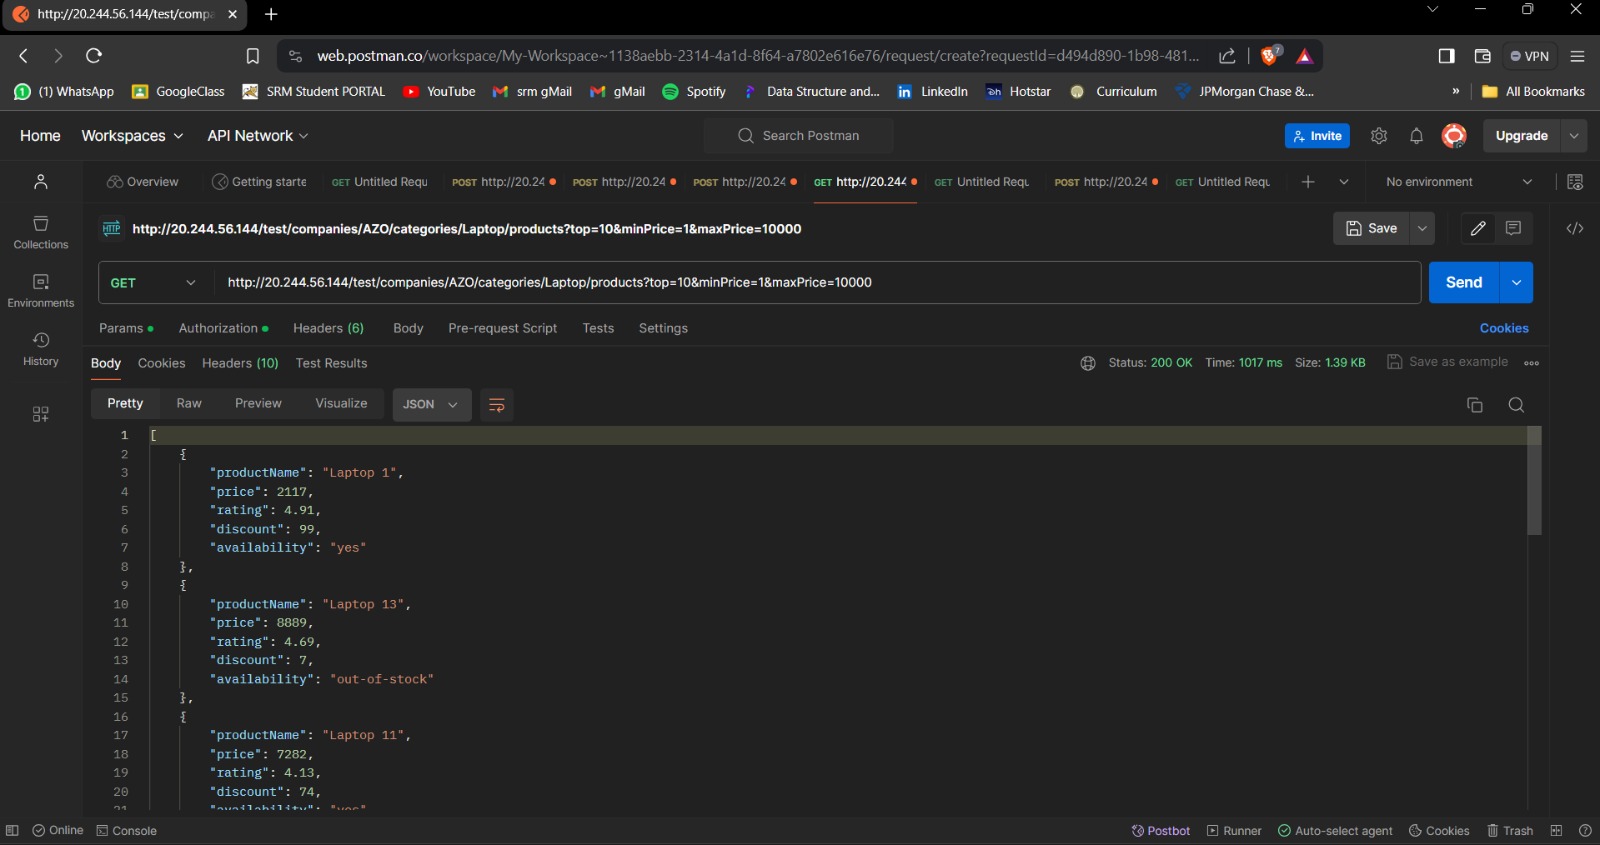 http://20.244.56.144/test/compa
web.postman.co/workspace/My-Workspace~1138aebb-2314-4a1d-8f64-a7802e616e76/request/create?requestId=d494d890-1b98-481...
7
VPN
(1) WhatsApp GoogleClass SRM Student PORTAL YouTube srm gMail gMail Spotify Data Structure and... LinkedIn Hotstar Curriculum JPMorgan Chase &... » All Bookmarks
Home Workspaces API Network Search Postman Invite Upgrade
Overview Getting starte GET Untitled Requ POST http://20.24 POST http://20.24 POST http://20.24 GET http://20.244 GET Untitled Requ POST http://20.24 GET Untitled Requ No environment
HTTP http://20.244.56.144/test/companies/AZO/categories/Laptop/products?top=10&minPrice=1&maxPrice=10000 Save
Collections
GET http://20.244.56.144/test/companies/AZO/categories/Laptop/products?top=10&minPrice=1&maxPrice=10000 Send
Environments
Params Authorization Headers (6) Body Pre-request Script Tests Settings Cookies
History
Body Cookies Headers (10) Test Results Status: 200 OK Time: 1017 ms Size: 1.39 KB Save as example
Pretty Raw Preview Visualize JSON
1 [
2 {
3 "productName": "Laptop 1",
4 "price": 2117,
5 "rating": 4.91,
6 "discount": 99,
7 "availability": "yes"
8 },
9 {
10 "productName": "Laptop 13",
11 "price": 8889,
12 "rating": 4.69,
13 "discount": 7,
14 "availability": "out-of-stock"
15 },
16 {
17 "productName": "Laptop 11",
18 "price": 7282,
19 "rating": 4.13,
20 "discount": 74,
21 "availability": "yes"
Online Console Postbot Runner Auto-select agent Cookies Trash